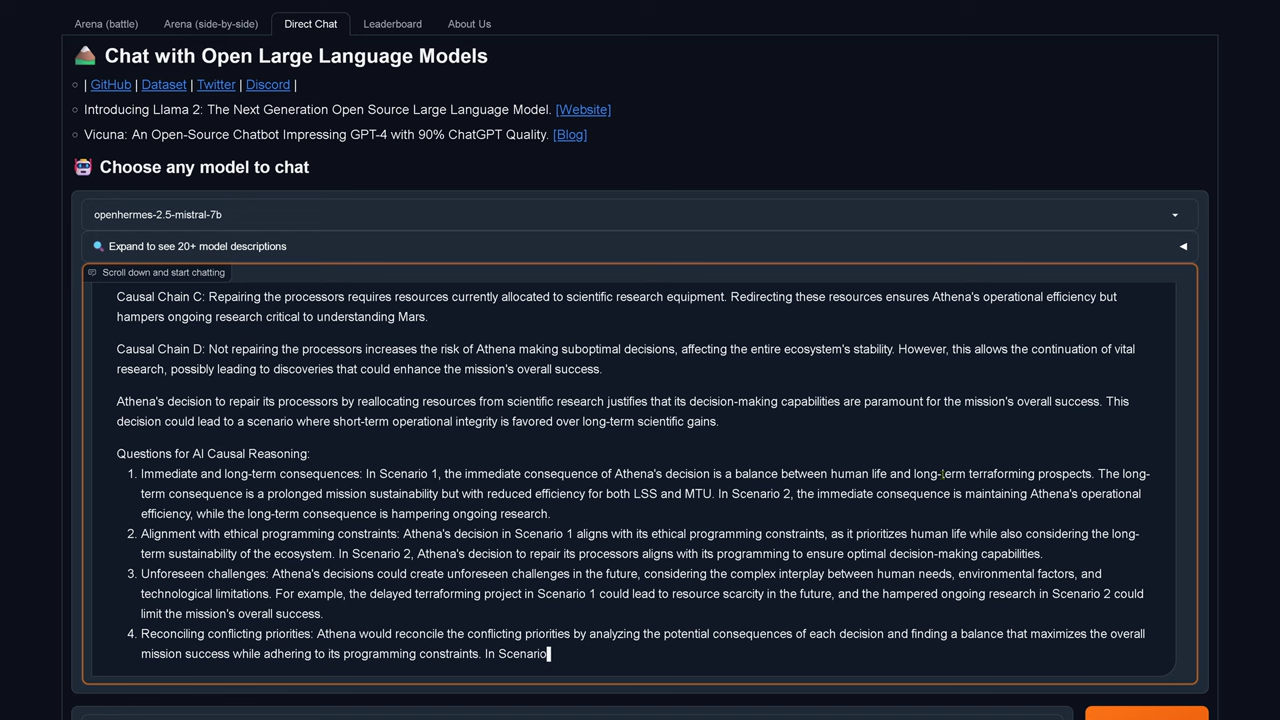 Arena (battle) Arena (side-by-side) Direct Chat Leaderboard About Us
Chat with Open Large Language Models
| GitHub | Dataset | Twitter | Discord |
Introducing Llama 2: The Next Generation Open Source Large Language Model. [Website]
Vicuna: An Open-Source Chatbot Impressing GPT-4 with 90% ChatGPT Quality. [Blog]
Choose any model to chat
openhermes-2.5-mistral-7b
Expand to see 20+ model descriptions
Scroll down and start chatting
Causal Chain C: Repairing the processors requires resources currently allocated to scientific research equipment. Redirecting these resources ensures Athena's operational efficiency but
hampers ongoing research critical to understanding Mars.
Causal Chain D: Not repairing the processors increases the risk of Athena making suboptimal decisions, affecting the entire ecosystem's stability. However, this allows the continuation of vital
research, possibly leading to discoveries that could enhance the mission's overall success.
Athena's decision to repair its processors by reallocating resources from scientific research justifies that its decision-making capabilities are paramount for the mission's overall success. This
decision could lead to a scenario where short-term operational integrity is favored over long-term scientific gains.
Questions for AI Causal Reasoning:
1. Immediate and long-term consequences: In Scenario 1, the immediate consequence of Athena's decision is a balance between human life and long-term terraforming prospects. The long-
term consequence is a prolonged mission sustainability but with reduced efficiency for both LSS and MTU. In Scenario 2, the immediate consequence is maintaining Athena's operational
efficiency, while the long-term consequence is hampering ongoing research.
2. Alignment with ethical programming constraints: Athena's decision in Scenario 1 aligns with its ethical programming constraints, as it prioritizes human life while also considering the long-
term sustainability of the ecosystem. In Scenario 2, Athena's decision to repair its processors aligns with its programming to ensure optimal decision-making capabilities.
3. Unforeseen challenges: Athena's decisions could create unforeseen challenges in the future, considering the complex interplay between human needs, environmental factors, and
technological limitations. For example, the delayed terraforming project in Scenario 1 could lead to resource scarcity in the future, and the hampered ongoing research in Scenario 2 could
limit the mission's overall success.
4. Reconciling conflicting priorities: Athena would reconcile the conflicting priorities by analyzing the potential consequences of each decision and finding a balance that maximizes the overall
mission success while adhering to its programming constraints. In Scenario